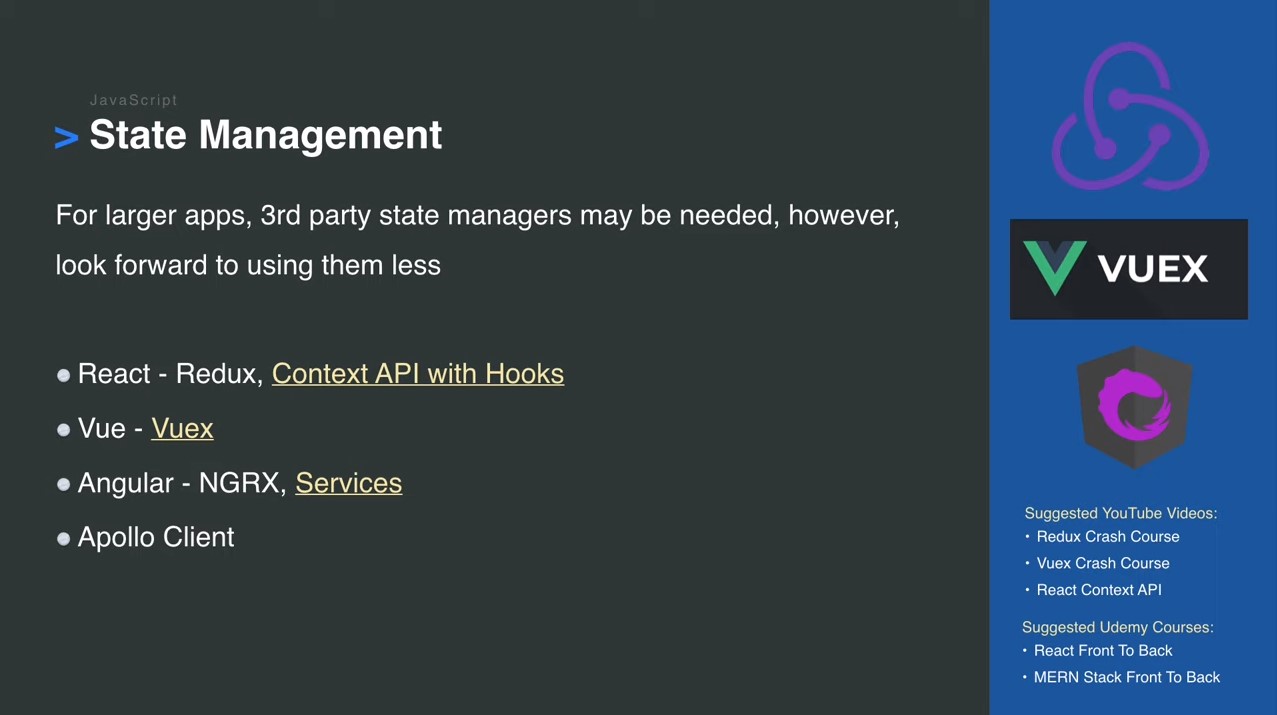 JavaScript
> State Management
For larger apps, 3rd party state managers may be needed, however,
look forward to using them less
React - Redux, Context API with Hooks
Vue - Vuex
Angular - NGRX, Services
Apollo Client
VUEX
Suggested YouTube Videos:
• Redux Crash Course
• Vuex Crash Course
• React Context API
Suggested Udemy Courses:
• React Front To Back
• MERN Stack Front To Back